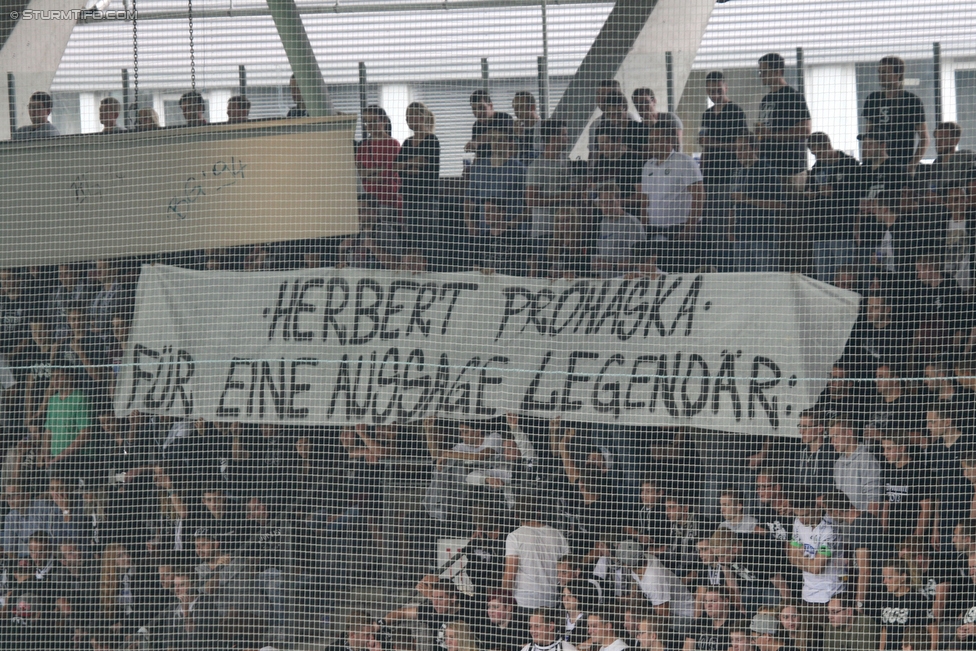 © STURMTIFO.COM
·HERBERT PROHASKA·
FÜR EINE AUSSAGE LEGENDÄR: